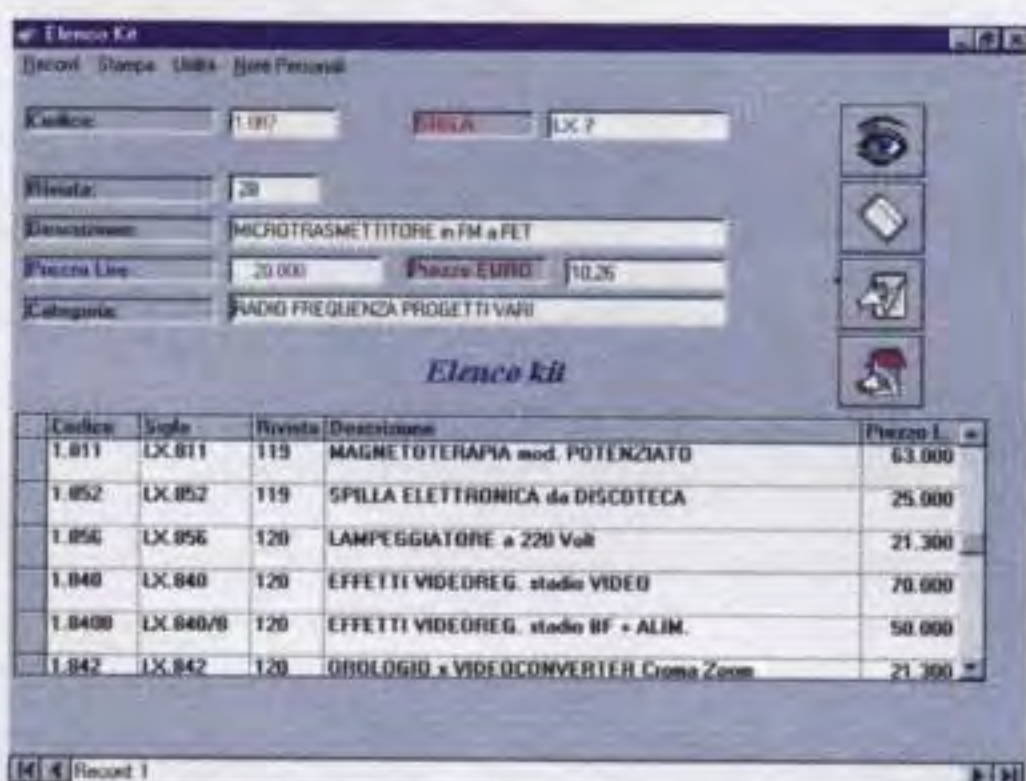 Elenco Kit
Record Stampa Utilità Note Personali
Codice: SIGLA LX.7
Rivista: 28
Descrizione: MICROTRASMETTITORE in FM a FET
Prezzo Lire 20.000 Prezzo EURO 10,26
Categoria: RADIO FREQUENZA PROGETTI VARI
Elenco kit
Codice Sigla Rivista Descrizione Prezzo L.
1.811 LX.811 119 MAGNETOTERAPIA mod. POTENZIATO 63.000
1.852 LX.852 119 SPILLA ELETTRONICA da DISCOTECA 25.000
1.856 LX.856 120 LAMPEGGIATORE a 220 Volt 21.300
1.840 LX.840 120 EFFETTI VIDEOREG. stadio VIDEO 70.000
1.840B LX.840/B 120 EFFETTI VIDEOREG. stadio BF + ALIM. 50.000
1.842 LX.842 120 OROLOGIO x VIDEOCONVERTER Croma Zoom 21.300
Record 1